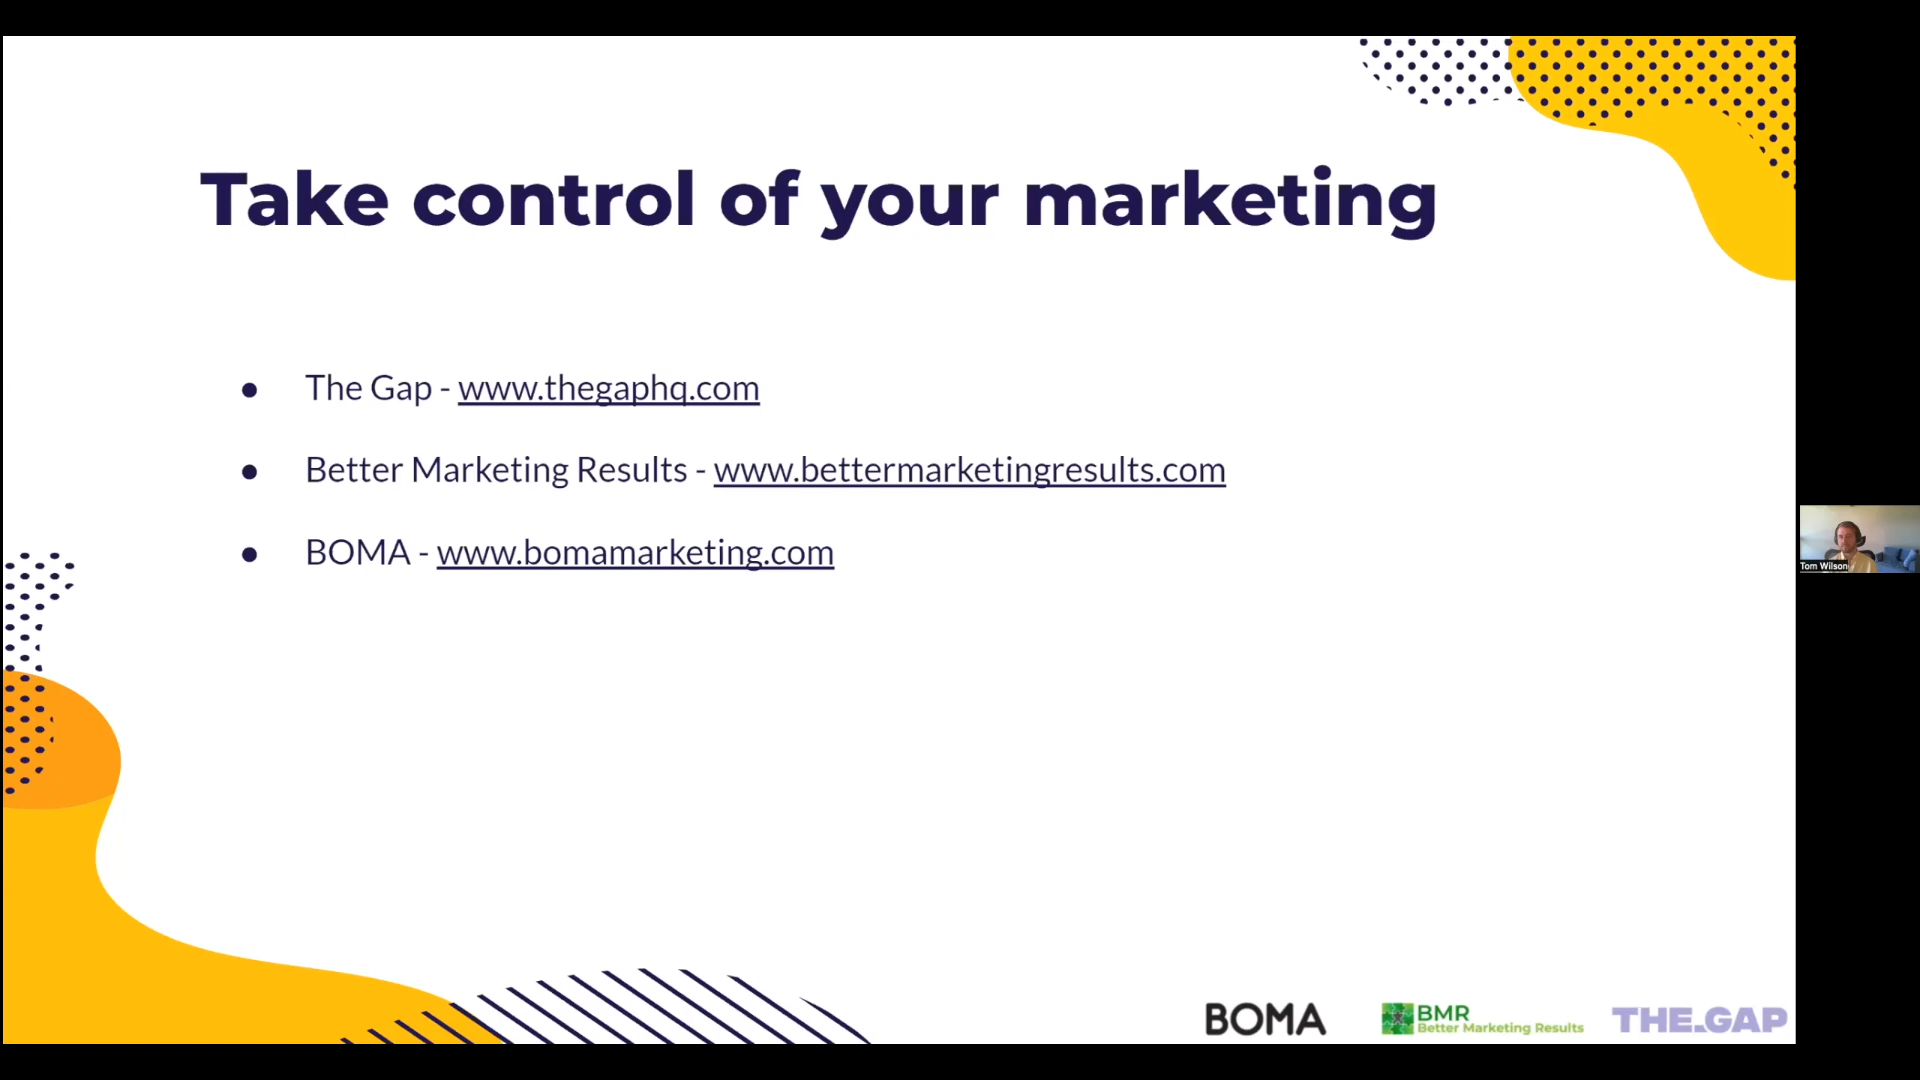 Take control of your marketing
● The Gap - www.thegaphq.com
● Better Marketing Results - www.bettermarketingresults.com
● BOMA - www.bomamarketing.com
Tom Wilson
BOMA
BMR
Better Marketing Results
THE.GAP